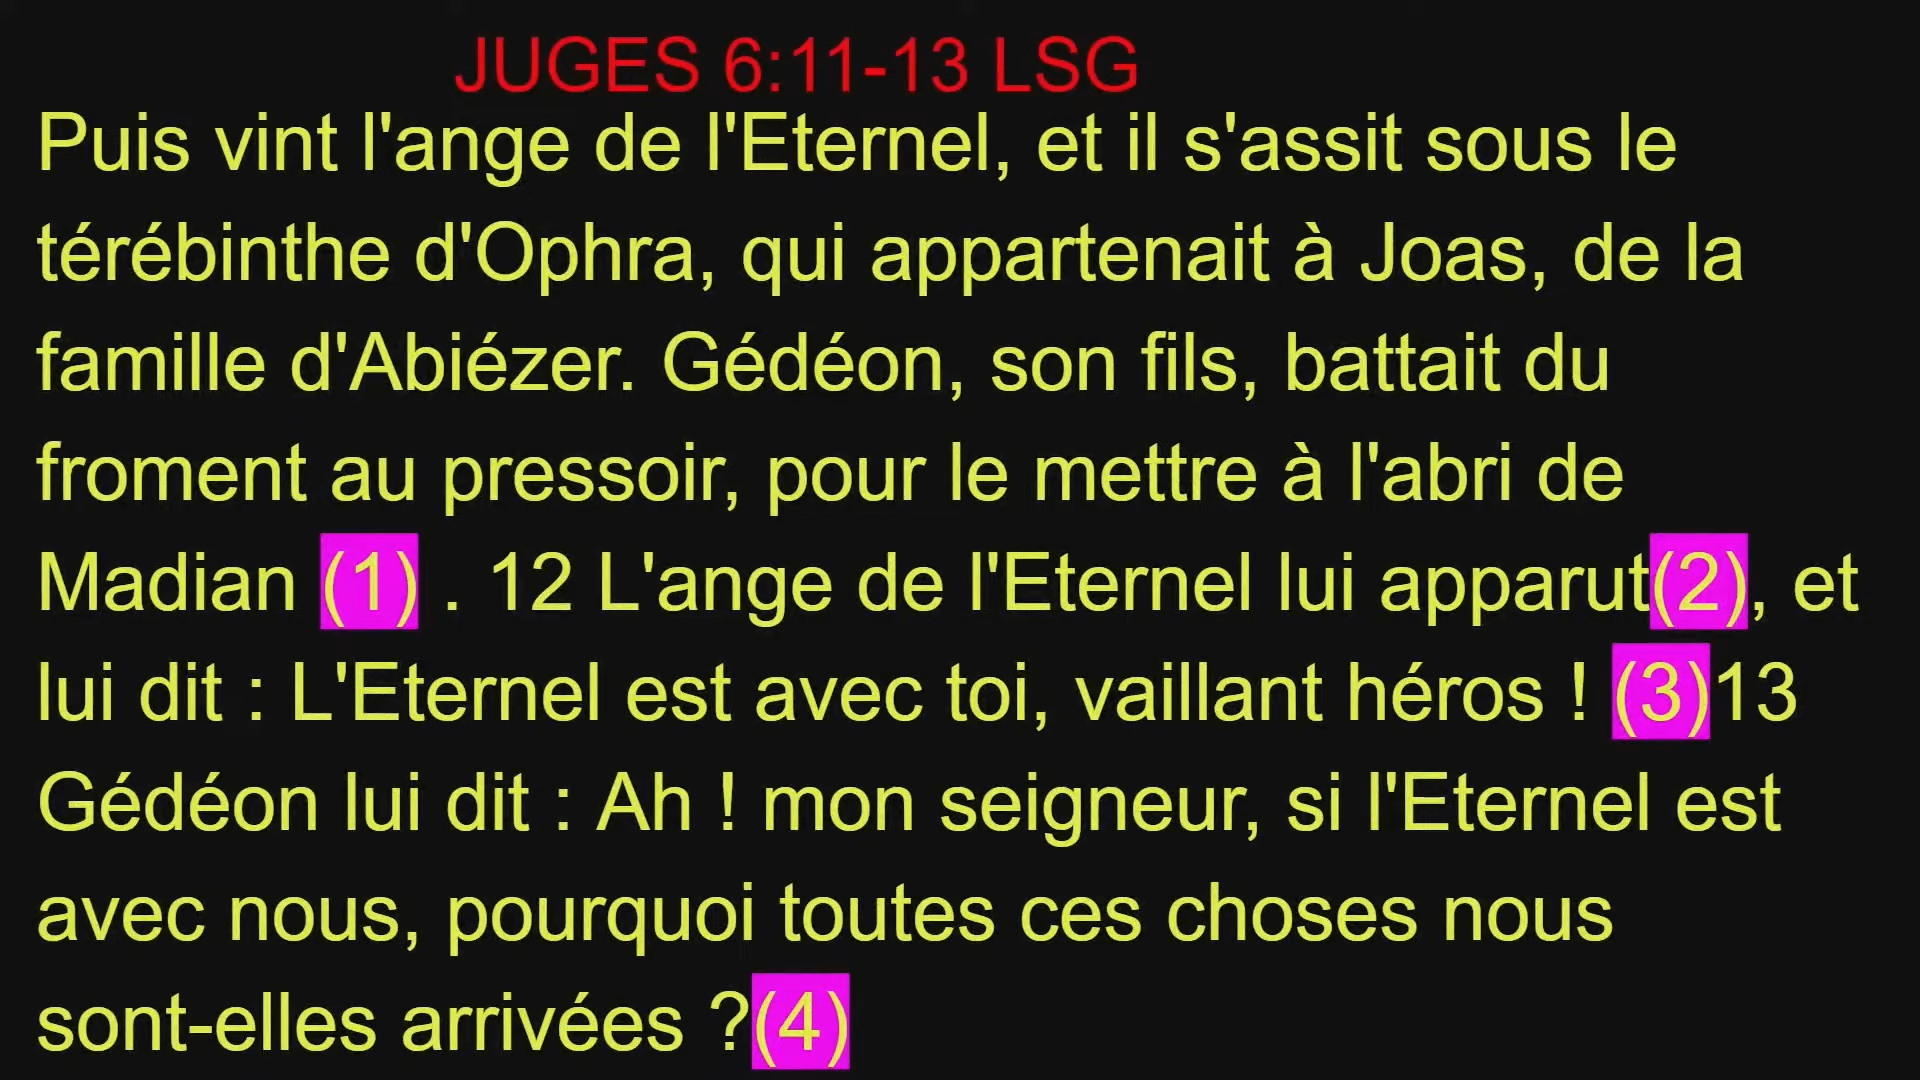 JUGES 6:11-13 LSG
Puis vint l'ange de l'Eternel, et il s'assit sous le
térébinthe d'Ophra, qui appartenait à Joas, de la
famille d'Abiézer. Gédéon, son fils, battait du
froment au pressoir, pour le mettre à l'abri de
Madian (1) . 12 L'ange de l'Eternel lui apparut(2), et
lui dit : L'Eternel est avec toi, vaillant héros ! (3)13
Gédéon lui dit : Ah ! mon seigneur, si l'Eternel est
avec nous, pourquoi toutes ces choses nous
sont-elles arrivées ?(4)